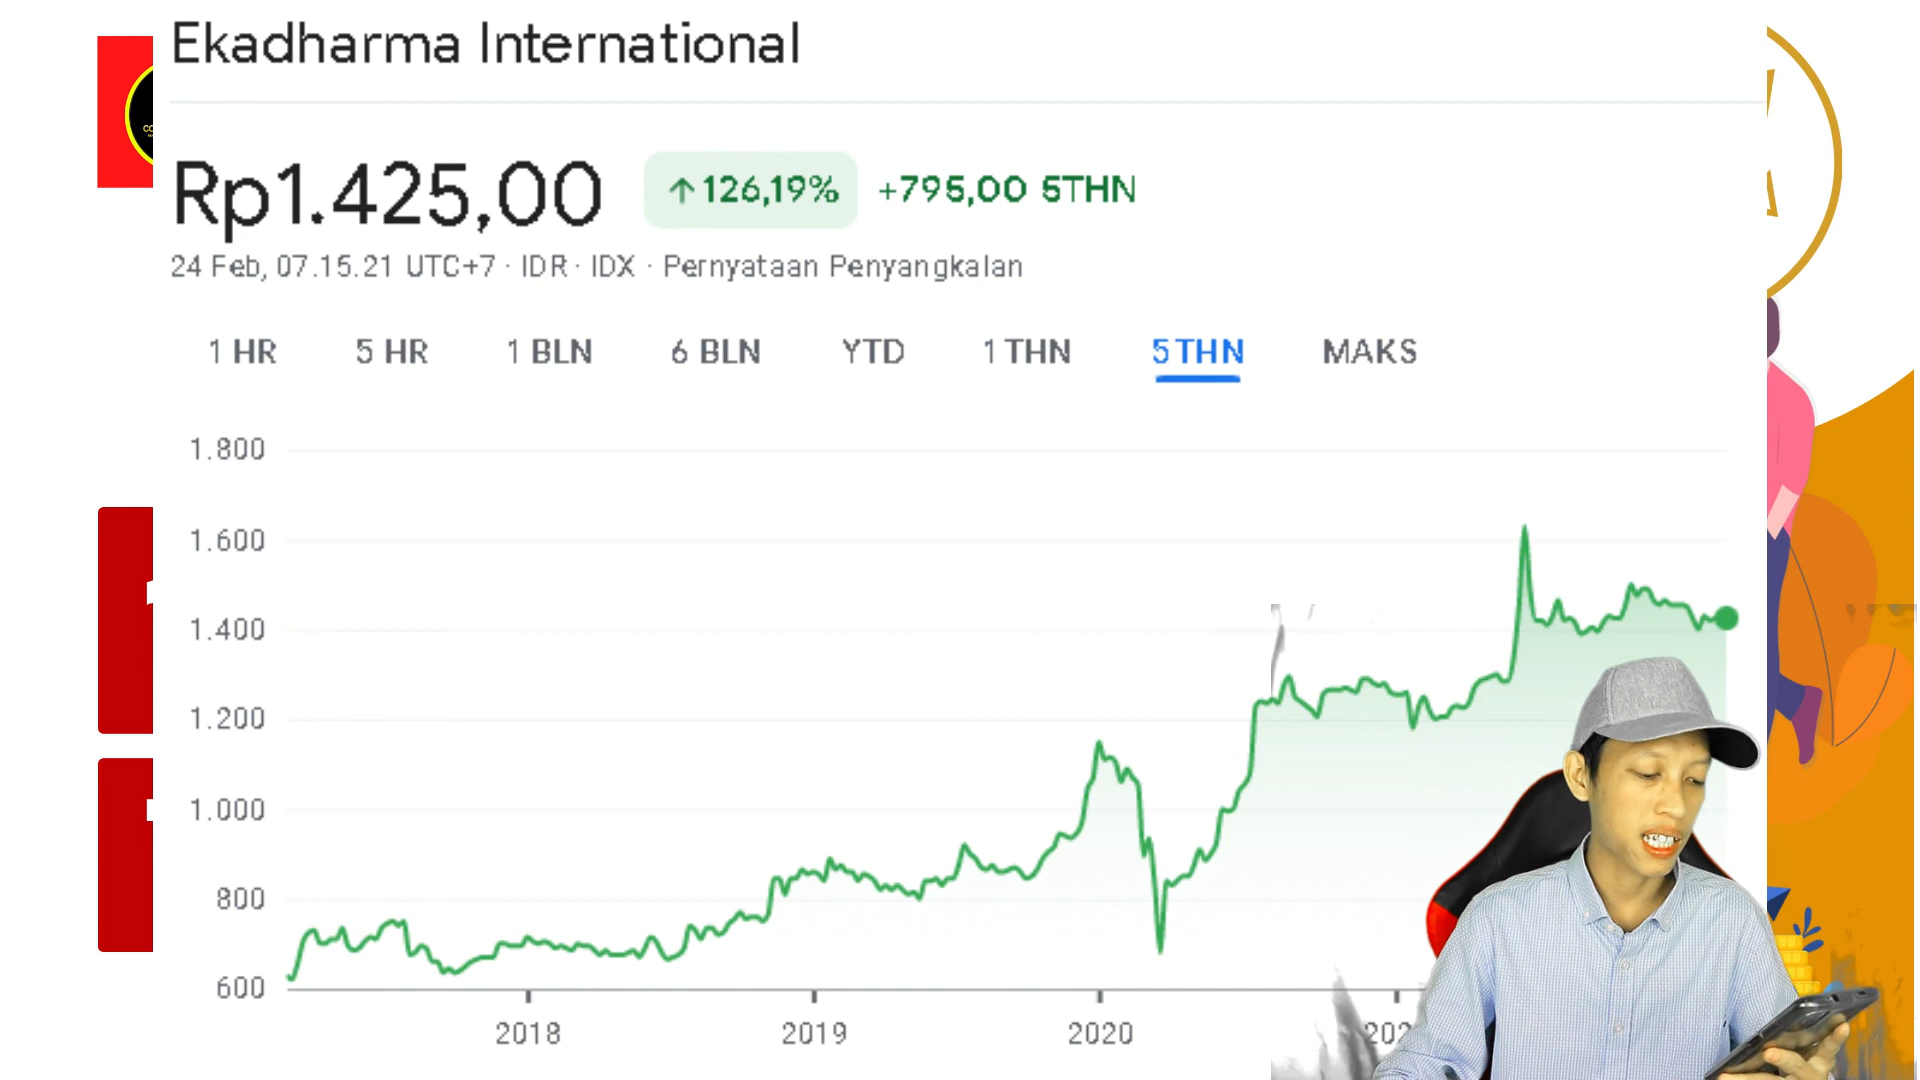 Ekadharma International
Rp1.425,00 ↑126,19% +795,00 5THN
24 Feb, 07.15.21 UTC+7 · IDR · IDX · Pernyataan Penyangkalan
1 HR 5 HR 1 BLN 6 BLN YTD 1 THN 5 THN MAKS
1.800
1.600
1.400
1.200
1.000
800
600
2018 2019 2020